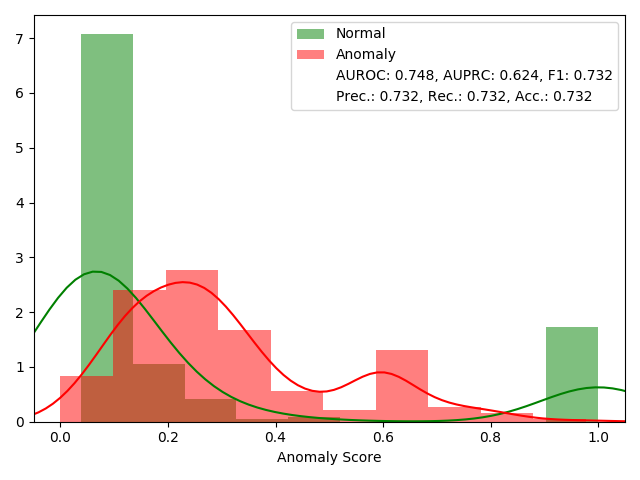 Normal
Anomaly
AUROC: 0.748, AUPRC: 0.624, F1: 0.732
Prec.: 0.732, Rec.: 0.732, Acc.: 0.732
7
6
5
4
3
2
1
0
0.0 0.2 0.4 0.6 0.8 1.0
Anomaly Score